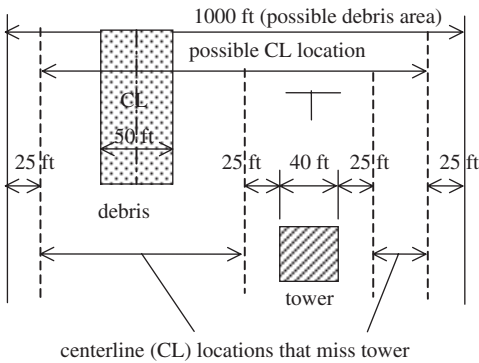 1000 ft (possible debris area)
possible CL location
CL
50 ft
25 ft
25 ft
40 ft
25 ft
25 ft
debris
tower
centerline (CL) locations that miss tower